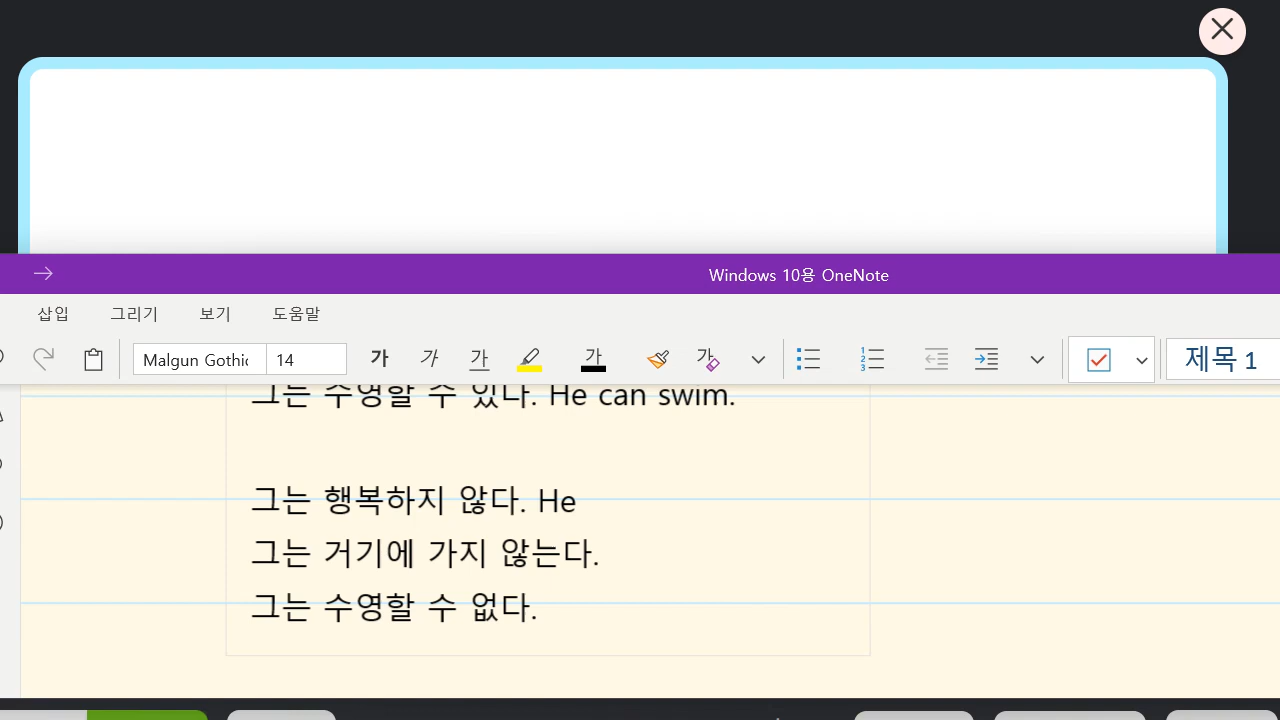 Windows 10용 OneNote
삽입 그리기 보기 도움말
Malgun Gothic 14 가 가 가 가 가 제목 1
그는 수영할 수 있다. He can swim.
그는 행복하지 않다. He
그는 거기에 가지 않는다.
그는 수영할 수 없다.